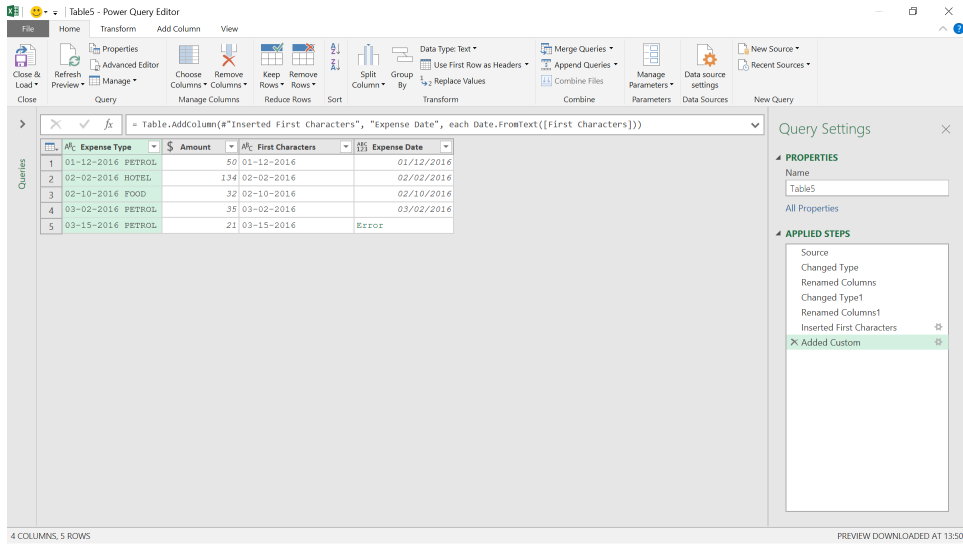 Table5 - Power Query Editor
File Home Transform Add Column View
Close & Load
Refresh Preview
Properties
Advanced Editor
Manage
Choose Columns
Remove Columns
Keep Rows
Remove Rows
Split Column
Group By
Data Type: Text
Use First Row as Headers
Replace Values
Merge Queries
Append Queries
Combine Files
Manage Parameters
Data source settings
New Source
Recent Sources
Close Query Manage Columns Reduce Rows Sort Transform Combine Parameters Data Sources New Query
fx = Table.AddColumn(#"Inserted First Characters", "Expense Date", each Date.FromText([First Characters]))
Queries
ABC Expense Type $ Amount ABC First Characters ABC 123 Expense Date
1 01-12-2016 PETROL 50 01-12-2016 01/12/2016
2 02-02-2016 HOTEL 134 02-02-2016 02/02/2016
3 02-10-2016 FOOD 32 02-10-2016 02/10/2016
4 03-02-2016 PETROL 35 03-02-2016 03/02/2016
5 03-15-2016 PETROL 21 03-15-2016 Error
Query Settings
PROPERTIES
Name
Table5
All Properties
APPLIED STEPS
Source
Changed Type
Renamed Columns
Changed Type1
Renamed Columns1
Inserted First Characters
Added Custom
4 COLUMNS, 5 ROWS
PREVIEW DOWNLOADED AT 13:50